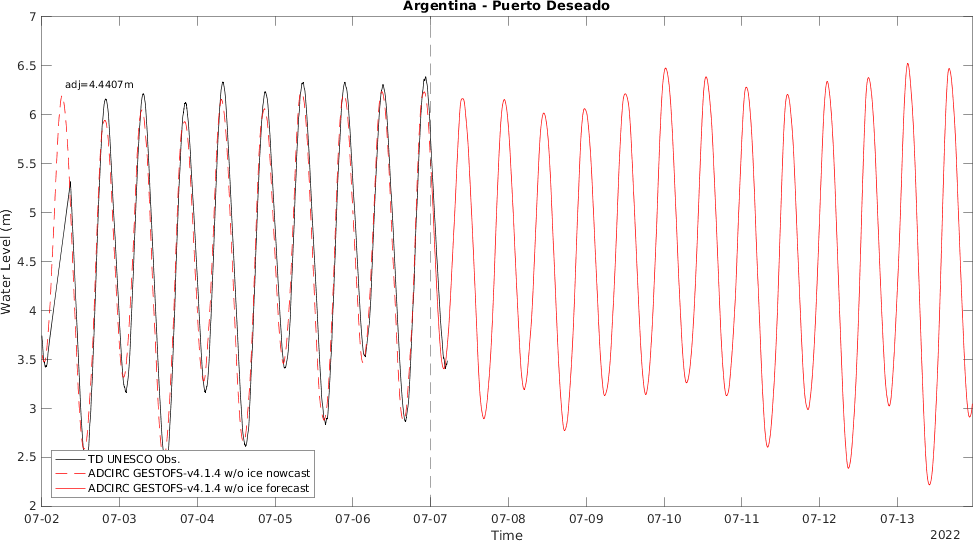 Argentina - Puerto Deseado
7
6.5
6
5.5
5
4.5
4
3.5
3
2.5
2
Water Level (m)
adj=4.4407m
TD UNESCO Obs.
ADCIRC GESTOFS-v4.1.4 w/o ice nowcast
ADCIRC GESTOFS-v4.1.4 w/o ice forecast
07-02 07-03 07-04 07-05 07-06 07-07 07-08 07-09 07-10 07-11 07-12 07-13
2022
Time